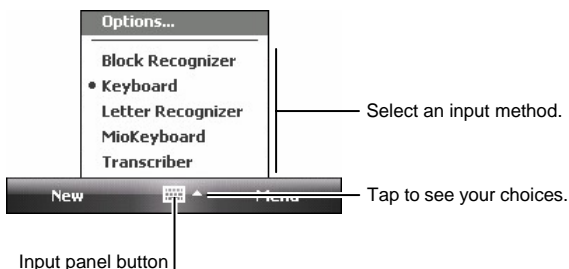 Options...
Block Recognizer
• Keyboard
Letter Recognizer
Select an input method.
MioKeyboard
Transcriber
New
Menu
Tap to see your choices.
Input panel button